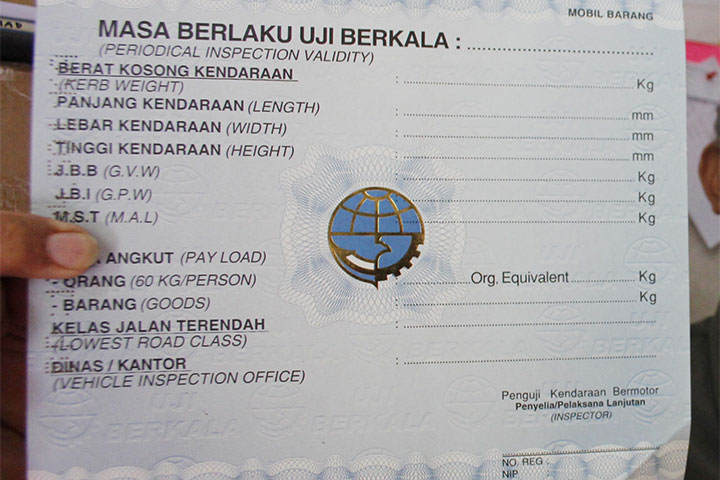 MOBIL BARANG
MASA BERLAKU UJI BERKALA :
(PERIODICAL INSPECTION VALIDITY)
BERAT KOSONG KENDARAAN : Kg
(KERB WEIGHT)
PANJANG KENDARAAN (LENGTH) : mm
LEBAR KENDARAAN (WIDTH) : mm
TINGGI KENDARAAN (HEIGHT) : mm
J.B.B (G.V.W) : Kg
J.B.I (G.P.W) : Kg
M.S.T (M.A.L) : Kg
ANGKUT (PAY LOAD)
- ORANG (60 KG/PERSON) : Org. Equivalent Kg
- BARANG (GOODS) : Kg
KELAS JALAN TERENDAH :
(LOWEST ROAD CLASS)
DINAS / KANTOR :
(VEHICLE INSPECTION OFFICE)
Penguji Kendaraan Bermotor
Penyelia/Pelaksana Lanjutan
(INSPECTOR)
NO. REG :
NIP :
UJI
BERKALA